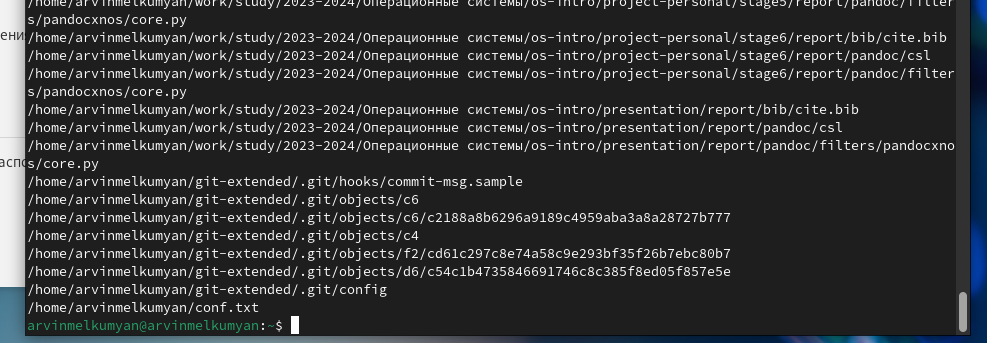 /home/arvinmelkumyan/work/study/2023-2024/Операционные системы/os-intro/project-personal/stage5/report/pandoc/filter
s/pandocxnos/core.py
/home/arvinmelkumyan/work/study/2023-2024/Операционные системы/os-intro/project-personal/stage6/report/bib/cite.bib
/home/arvinmelkumyan/work/study/2023-2024/Операционные системы/os-intro/project-personal/stage6/report/pandoc/csl
/home/arvinmelkumyan/work/study/2023-2024/Операционные системы/os-intro/project-personal/stage6/report/pandoc/filter
s/pandocxnos/core.py
/home/arvinmelkumyan/work/study/2023-2024/Операционные системы/os-intro/presentation/report/bib/cite.bib
/home/arvinmelkumyan/work/study/2023-2024/Операционные системы/os-intro/presentation/report/pandoc/csl
/home/arvinmelkumyan/work/study/2023-2024/Операционные системы/os-intro/presentation/report/pandoc/filters/pandocxno
s/core.py
/home/arvinmelkumyan/git-extended/.git/hooks/commit-msg.sample
/home/arvinmelkumyan/git-extended/.git/objects/c6
/home/arvinmelkumyan/git-extended/.git/objects/c6/c2188a8b6296a9189c4959aba3a8a28727b777
/home/arvinmelkumyan/git-extended/.git/objects/c4
/home/arvinmelkumyan/git-extended/.git/objects/f2/cd61c297c8e74a58c9e293bf35f26b7ebc80b7
/home/arvinmelkumyan/git-extended/.git/objects/d6/c54c1b4735846691746c8c385f8ed05f857e5e
/home/arvinmelkumyan/git-extended/.git/config
/home/arvinmelkumyan/conf.txt
arvinmelkumyan@arvinmelkumyan:~$